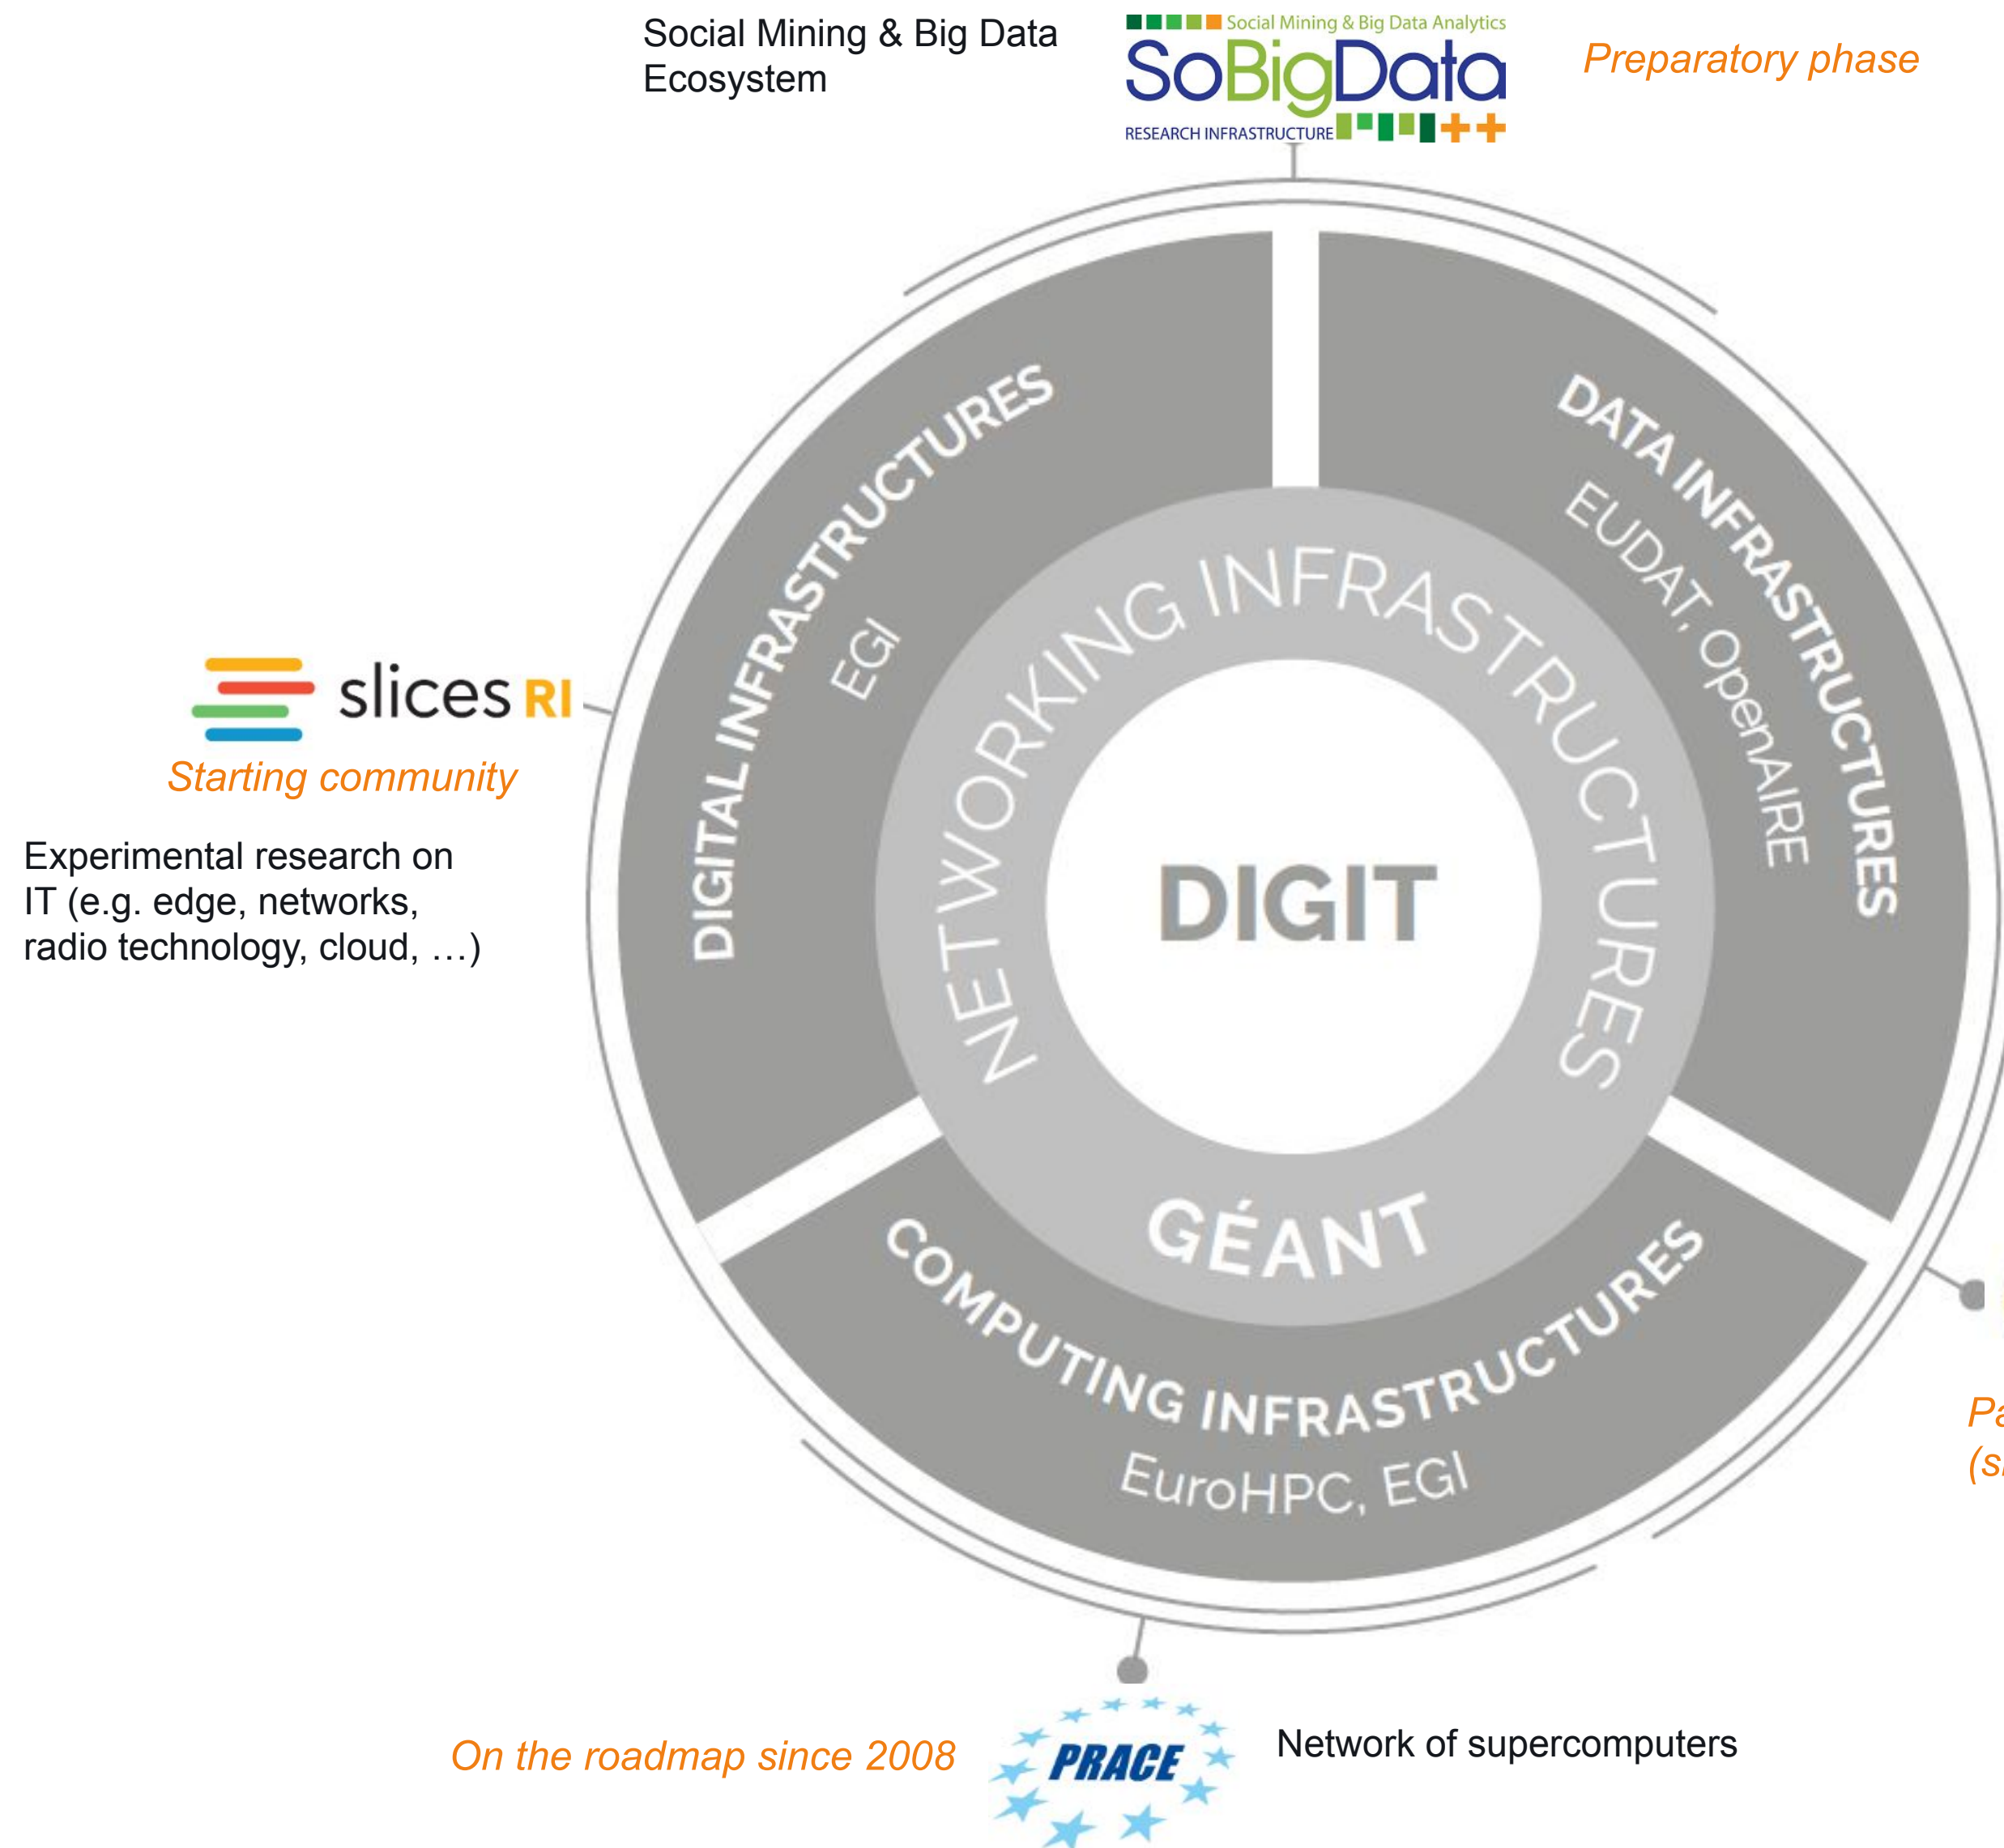 Social Mining & Big Data
Ecosystem
Social Mining & Big Data Analytics
SoBigData
RESEARCH INFRASTRUCTURE ++
Preparatory phase
DIGITAL INFRASTRUCTURES
EGI
DATA INFRASTRUCTURES
EUDAT, OpenAIRE
NETWORKING INFRASTRUCTURES
DIGIT
GÉANT
slices RI
Starting community
Experimental research on
IT (e.g. edge, networks,
radio technology, cloud, …)
COMPUTING INFRASTRUCTURES
EuroHPC, EGI
On the roadmap since 2008
PRACE
Network of supercomputers